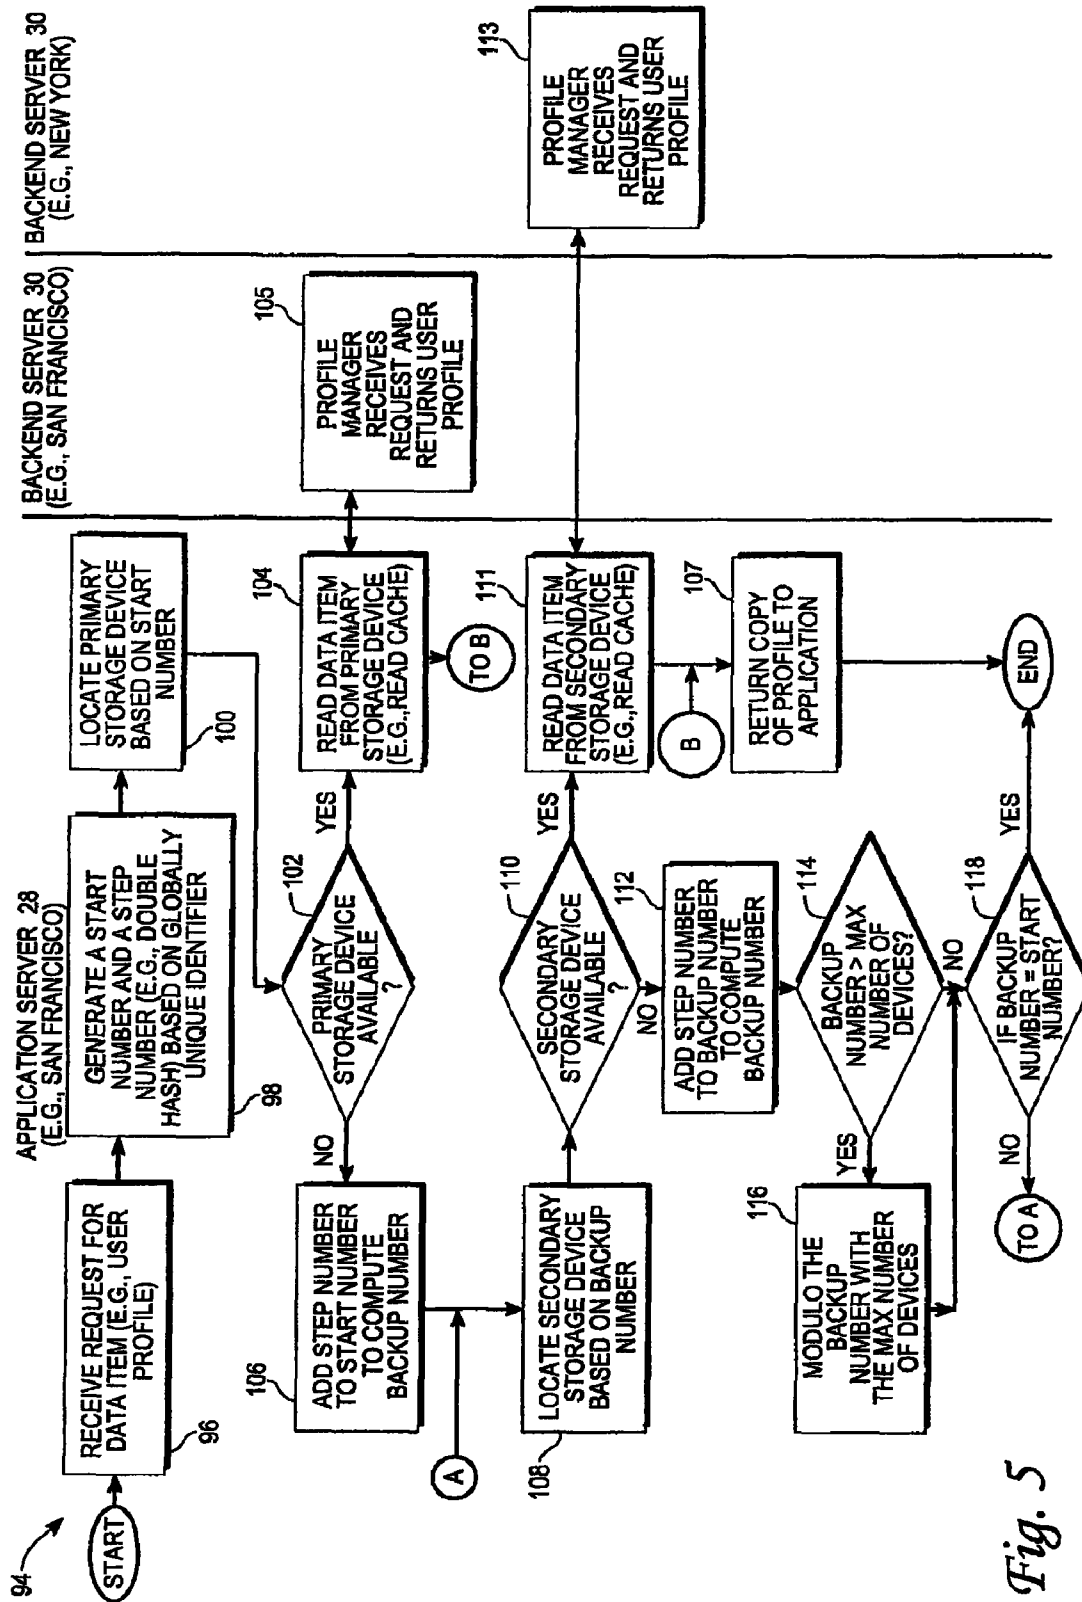 94
APPLICATION SERVER 28
(E.G., SAN FRANCISCO)
BACKEND SERVER 30
(E.G., SAN FRANCISCO)
BACKEND SERVER 30
(E.G., NEW YORK)
START
RECEIVE REQUEST FOR
DATA ITEM (E.G., USER
PROFILE)
96
GENERATE A START
NUMBER AND A STEP
NUMBER (E.G., DOUBLE
HASH) BASED ON GLOBALLY
UNIQUE IDENTIFIER
98
LOCATE PRIMARY
STORAGE DEVICE
BASED ON START
NUMBER
100
102
PRIMARY
STORAGE DEVICE
AVAILABLE
?
YES
NO
104
READ DATA ITEM
FROM PRIMARY
STORAGE DEVICE
(E.G.,READ CACHE)
TO B
105
PROFILE
MANAGER
RECEIVES
REQUEST AND
RETURNS USER
PROFILE
106
ADD STEP NUMBER
TO START NUMBER
TO COMPUTE
BACKUP NUMBER
A
LOCATE SECONDARY
STORAGE DEVICE
BASED ON BACKUP
NUMBER
108
110
SECONDARY
STORAGE DEVICE
AVAILABLE
?
YES
NO
111
READ DATA ITEM
FROM SECONDARY
STORAGE DEVICE
(E.G.,READ CACHE)
113
PROFILE
MANAGER
RECEIVES
REQUEST AND
RETURNS USER
PROFILE
B
107
RETURN COPY
OF PROFILE TO
APPLICATION
112
ADD STEP NUMBER
TO BACKUP NUMBER
TO COMPUTE
BACKUP NUMBER
114
BACKUP
NUMBER > MAX
NUMBER OF
DEVICES?
YES
NO
116
MODULO THE
BACKUP
NUMBER WITH
THE MAX NUMBER
OF DEVICES
118
IF BACKUP
NUMBER = START
NUMBER?
YES
NO
END
TO A
Fig. 5